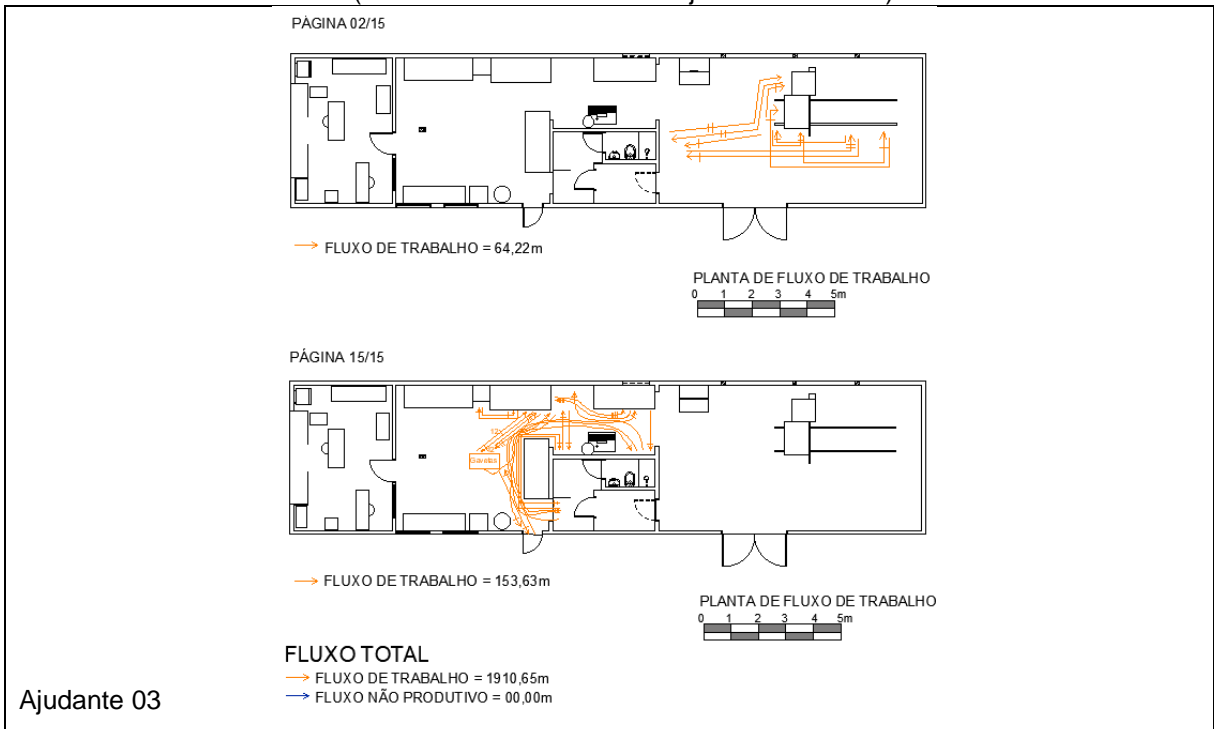 PÁGINA 02/15
FLUXO DE TRABALHO = 64,22m
PLANTA DE FLUXO DE TRABALHO
0 1 2 3 4 5m
PÁGINA 15/15
12
Gavetas
FLUXO DE TRABALHO = 153,63m
PLANTA DE FLUXO DE TRABALHO
0 1 2 3 4 5m
FLUXO TOTAL
FLUXO DE TRABALHO = 1910,65m
FLUXO NÃO PRODUTIVO = 00,00m
Ajudante 03